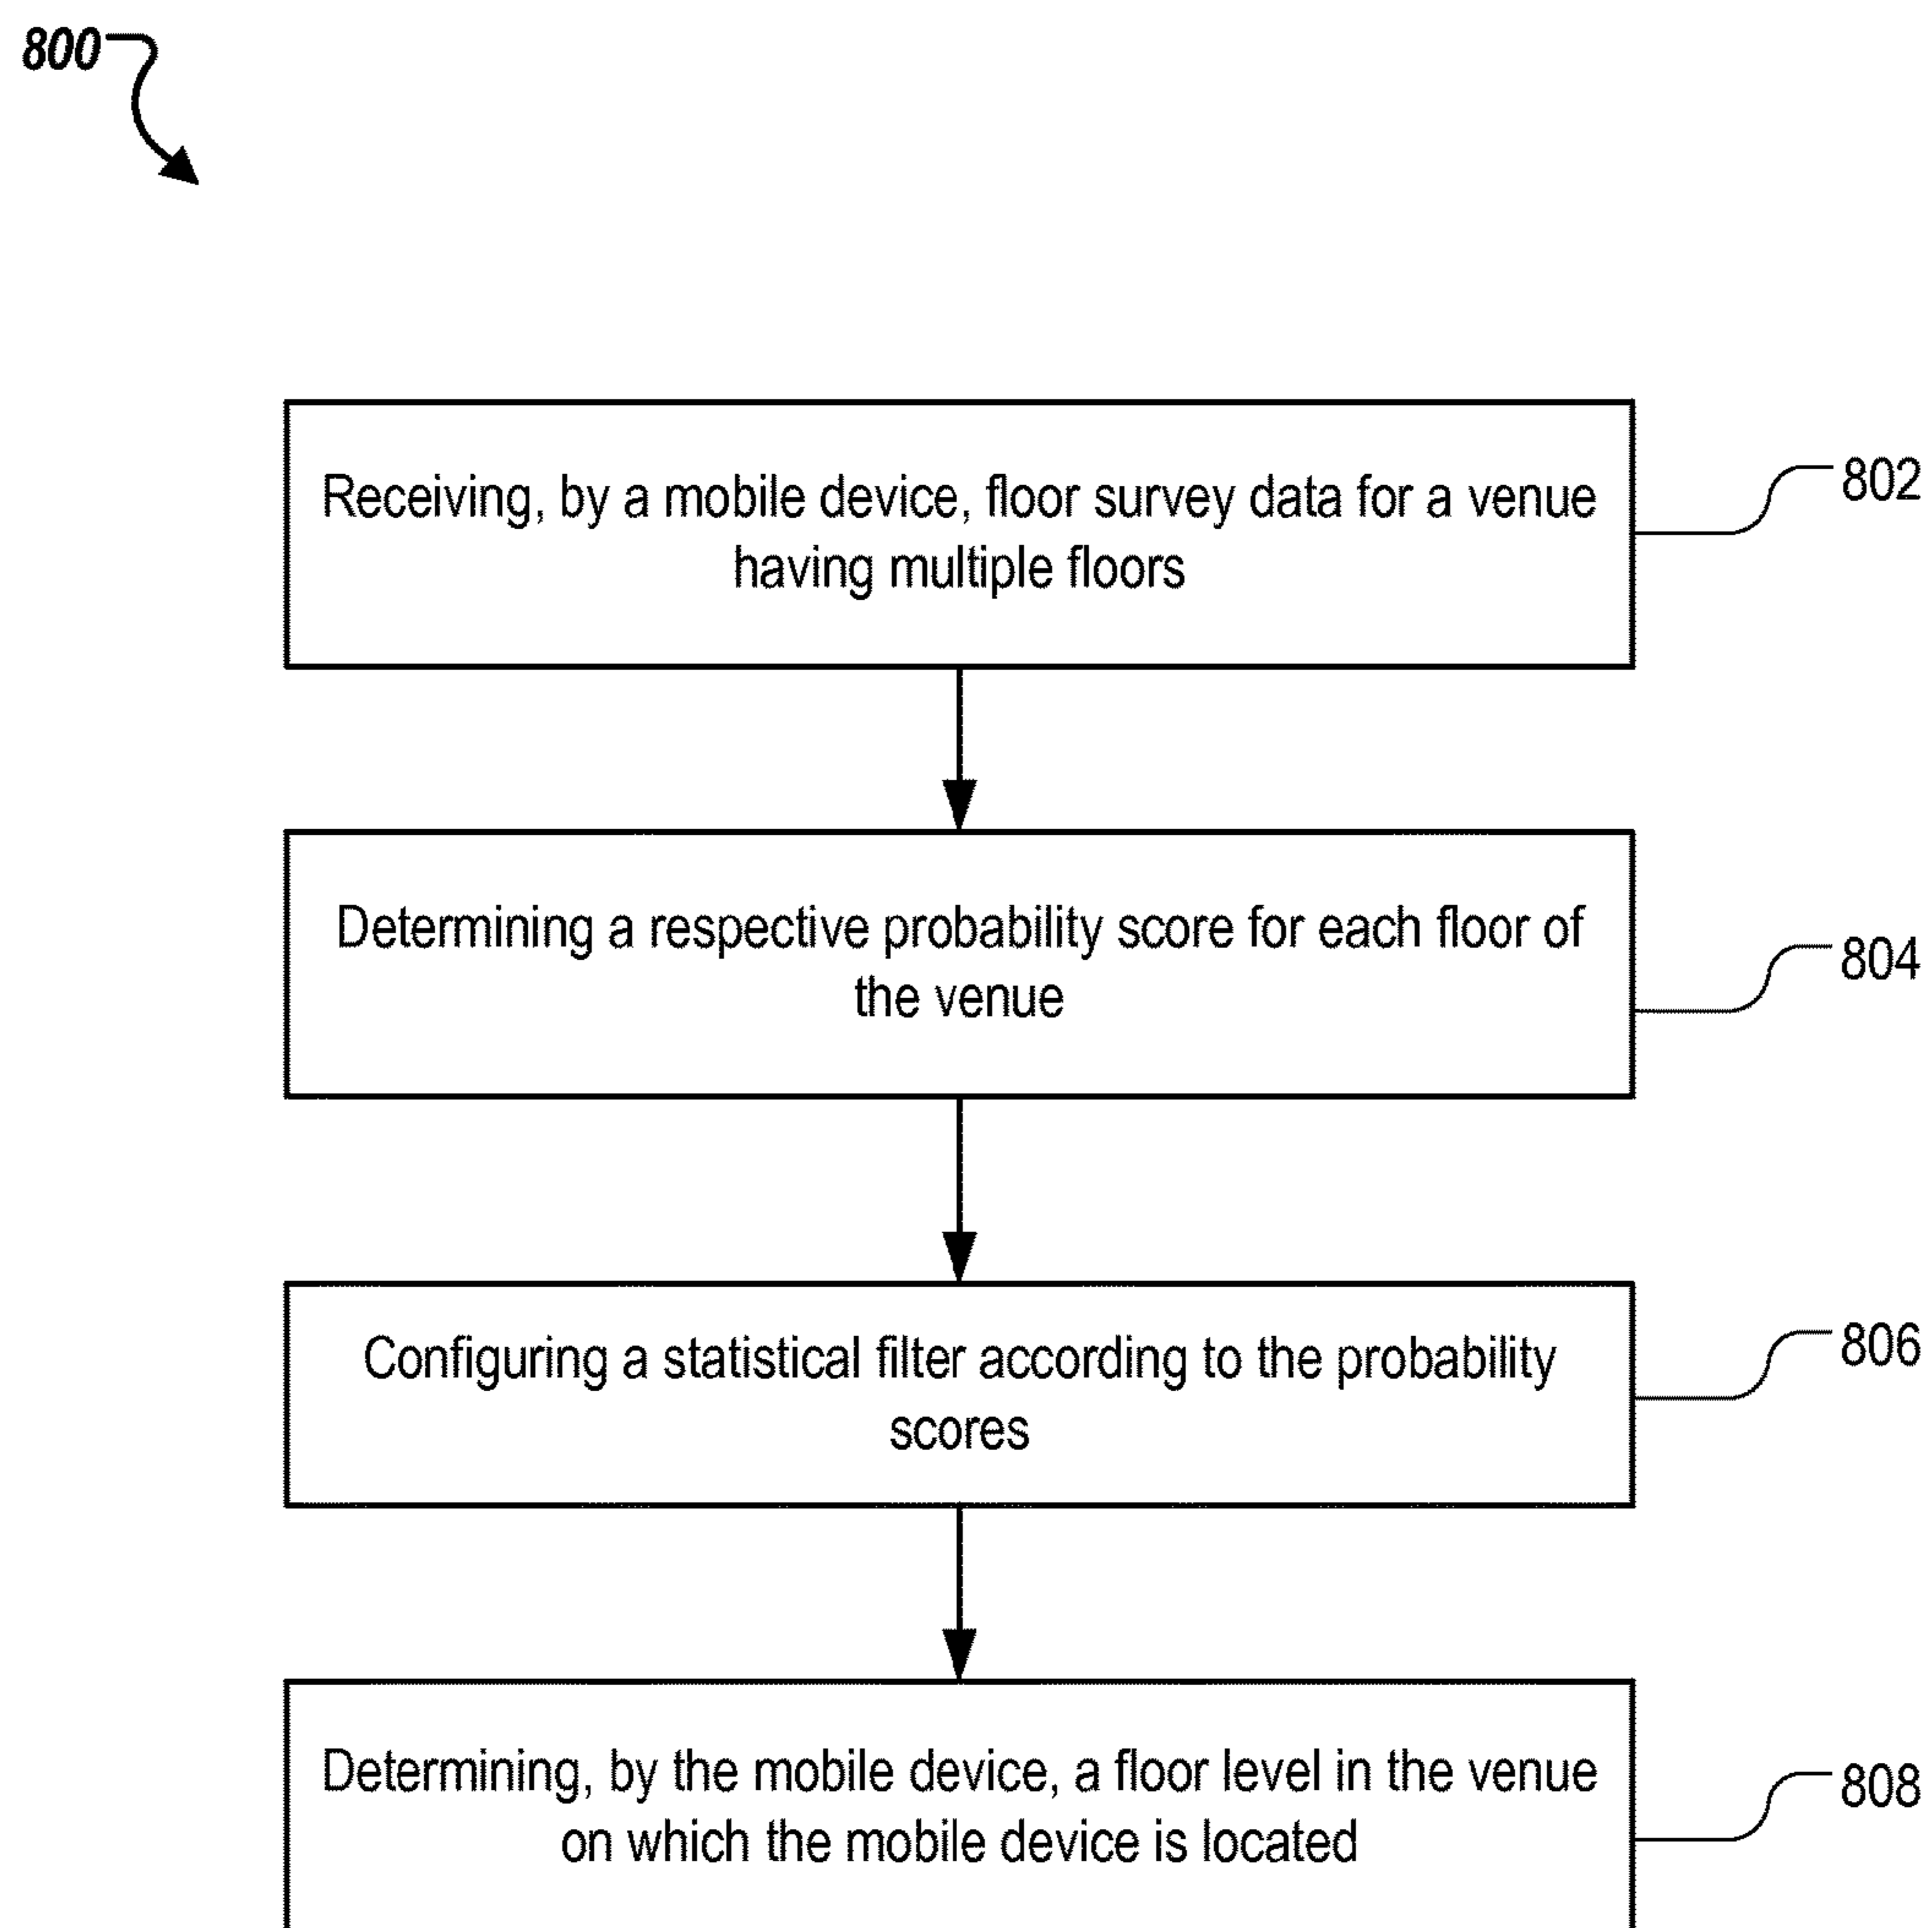 800
Receiving, by a mobile device, floor survey data for a venue
having multiple floors
802
Determining a respective probability score for each floor of
the venue
804
Configuring a statistical filter according to the probability
scores
806
Determining, by the mobile device, a floor level in the venue
on which the mobile device is located
808